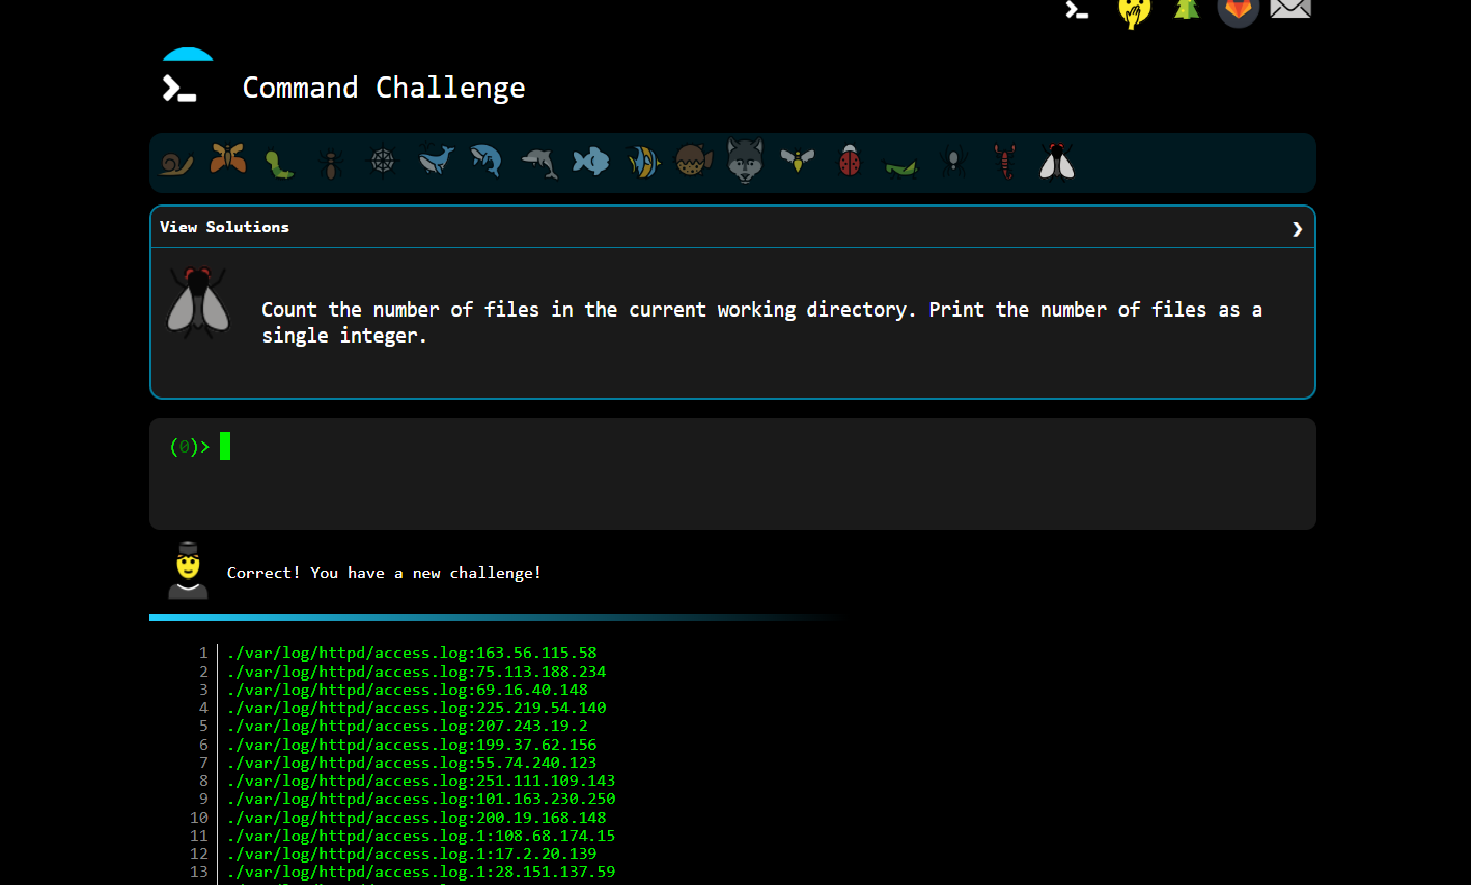 Command Challenge
View Solutions
Count the number of files in the current working directory. Print the number of files as a
single integer.
(0)>
Correct! You have a new challenge!
1 ./var/log/httpd/access.log:163.56.115.58
2 ./var/log/httpd/access.log:75.113.188.234
3 ./var/log/httpd/access.log:69.16.40.148
4 ./var/log/httpd/access.log:225.219.54.140
5 ./var/log/httpd/access.log:207.243.19.2
6 ./var/log/httpd/access.log:199.37.62.156
7 ./var/log/httpd/access.log:55.74.240.123
8 ./var/log/httpd/access.log:251.111.109.143
9 ./var/log/httpd/access.log:101.163.230.250
10 ./var/log/httpd/access.log:200.19.168.148
11 ./var/log/httpd/access.log.1:108.68.174.15
12 ./var/log/httpd/access.log.1:17.2.20.139
13 ./var/log/httpd/access.log.1:28.151.137.59